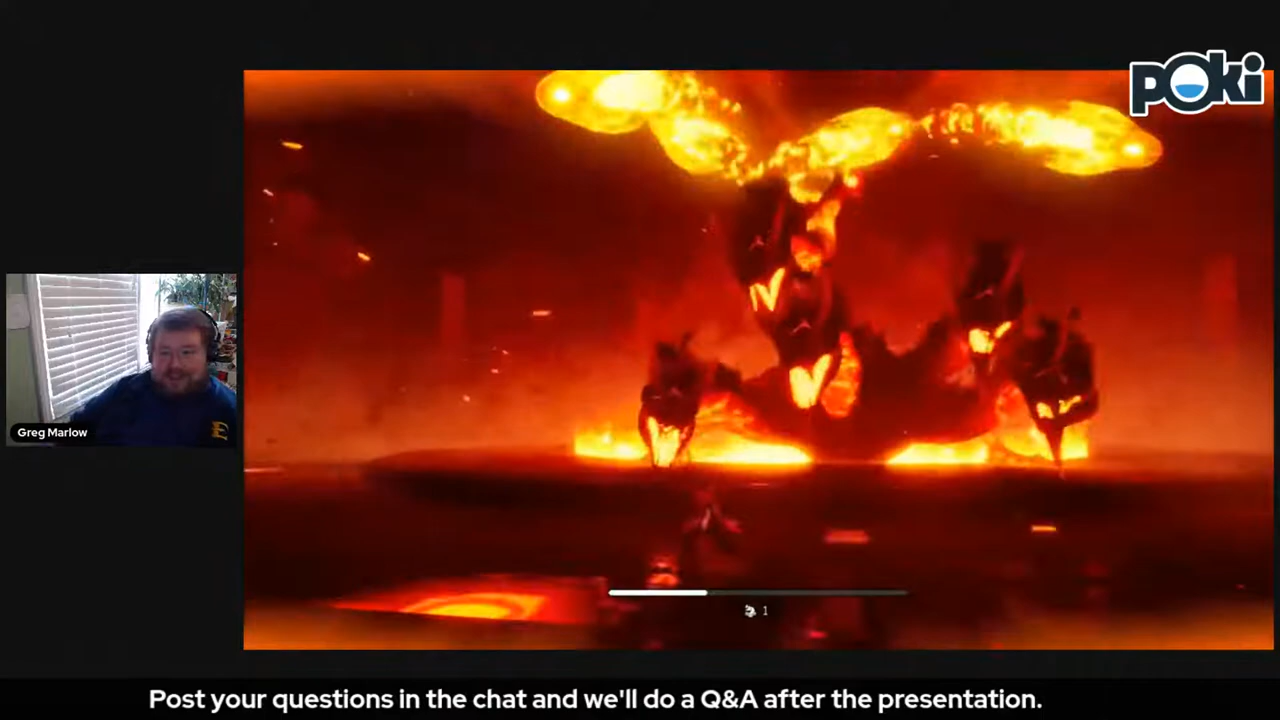 poki
Greg Marlow
1
Post your questions in the chat and we'll do a Q&A after the presentation.